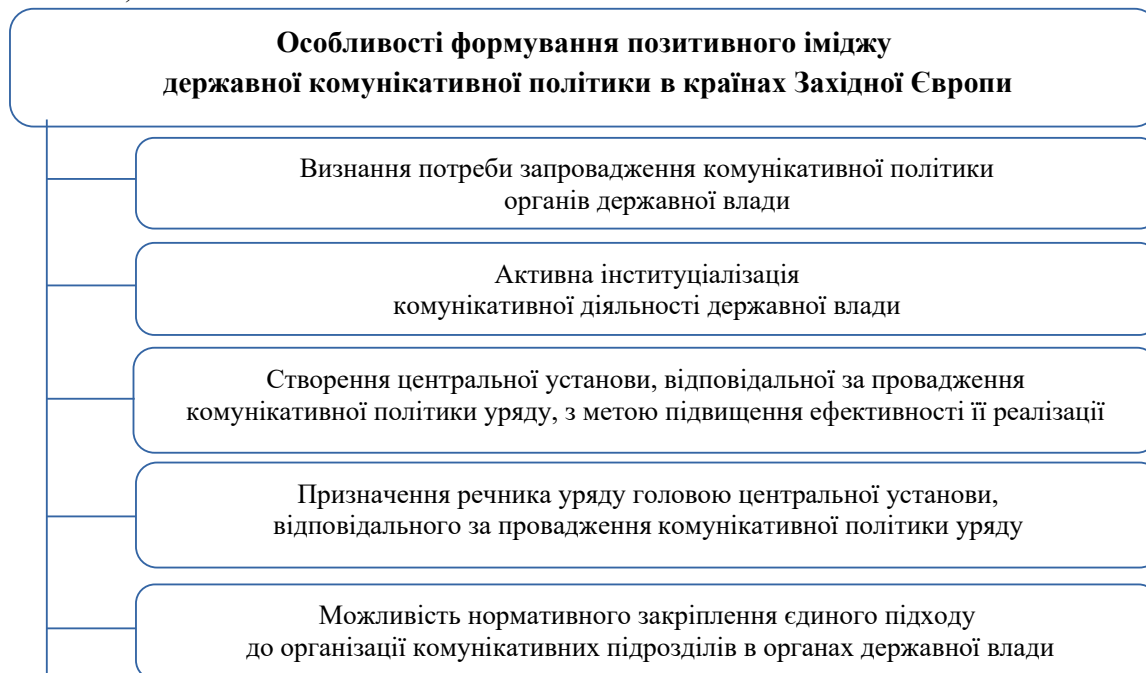 Особливості формування позитивного іміджу
державної комунікативної політики в країнах Західної Європи
Визнання потреби запровадження комунікативної політики
органів державної влади
Активна інституціалізація
комунікативної діяльності державної влади
Створення центральної установи, відповідальної за провадження
комунікативної політики уряду, з метою підвищення ефективності її реалізації
Призначення речника уряду головою центральної установи,
відповідального за провадження комунікативної політики уряду
Можливість нормативного закріплення єдиного підходу
до організації комунікативних підрозділів в органах державної влади